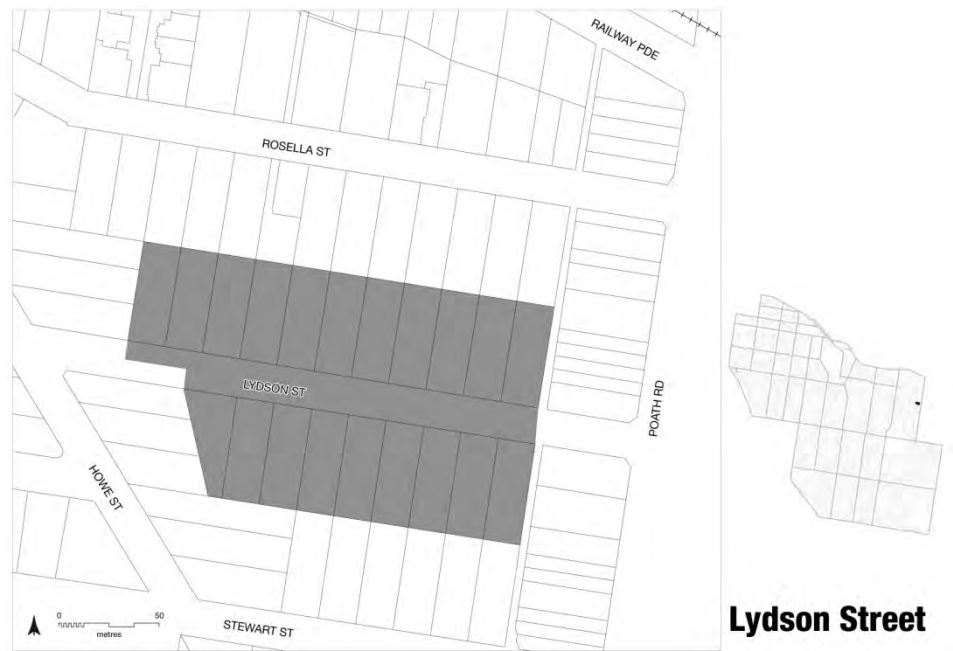 RAILWAY PDE
ROSELLA ST
LYDSON ST
POATH RD
HOWE ST
0 50
metres
STEWART ST
Lydson Street